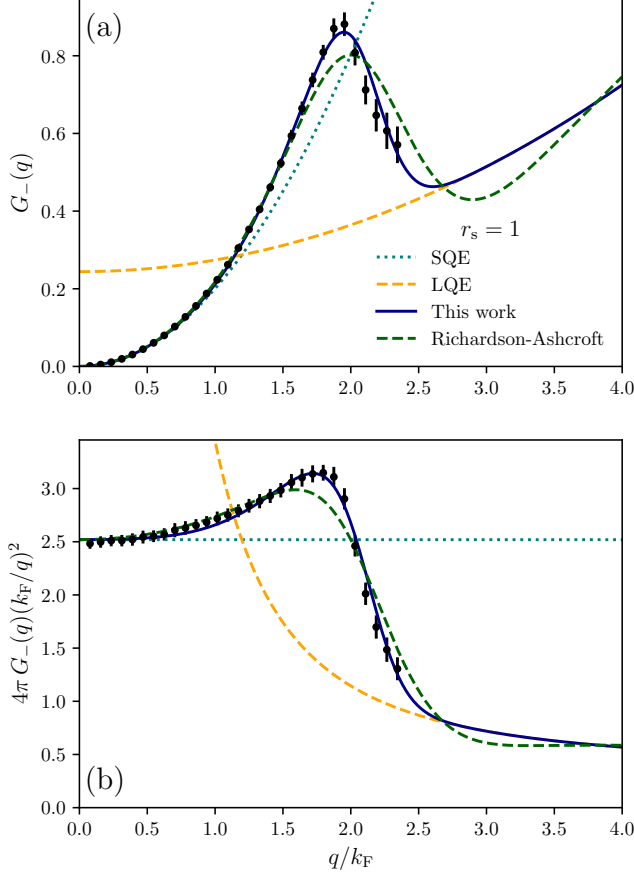 (a)
G₋(q)
0.8
0.6
0.4
0.2
0.0
rₛ = 1
SQE
LQE
This work
Richardson-Ashcroft
0.0 0.5 1.0 1.5 2.0 2.5 3.0 3.5 4.0
4π G₋(q)(k_F/q)²
3.0
2.5
2.0
1.5
1.0
0.5
0.0
(b)
0.0 0.5 1.0 1.5 2.0 2.5 3.0 3.5 4.0
q/k_F